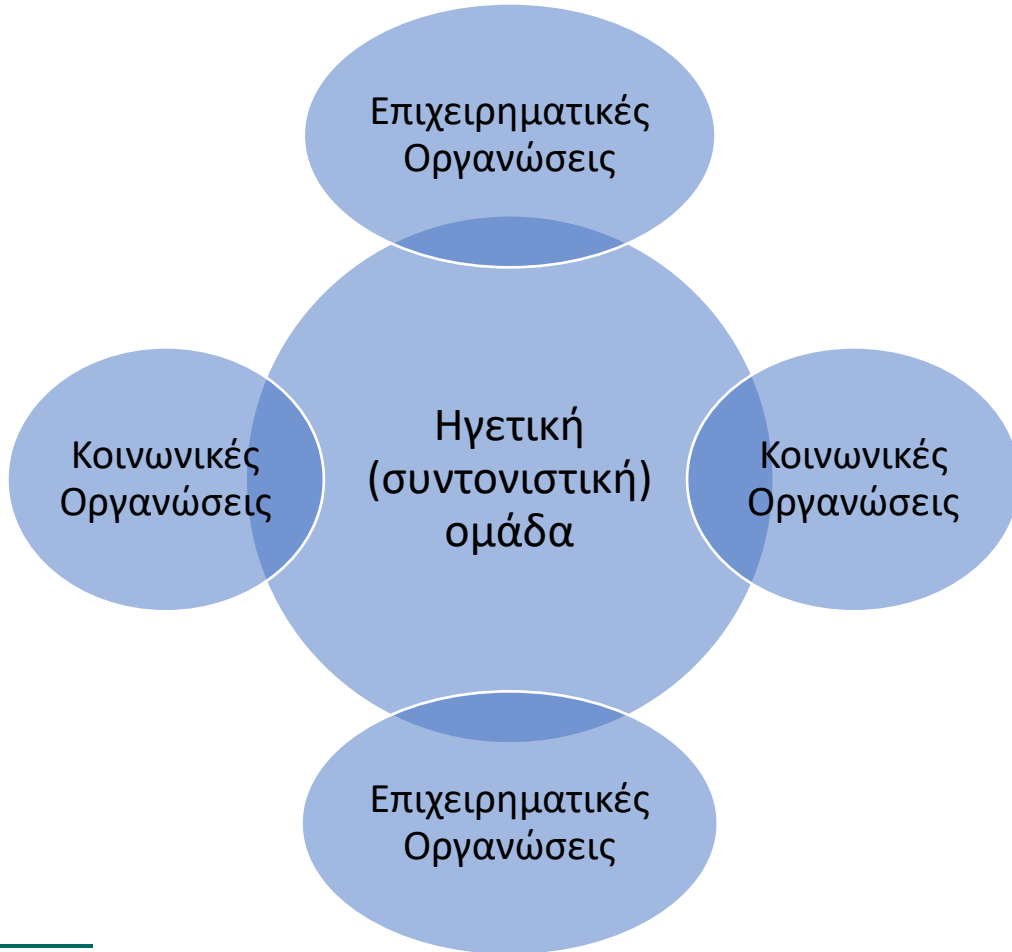 Επιχειρηματικές
Οργανώσεις
Κοινωνικές
Οργανώσεις
Ηγετική
(συντονιστική)
ομάδα
Κοινωνικές
Οργανώσεις
Επιχειρηματικές
Οργανώσεις